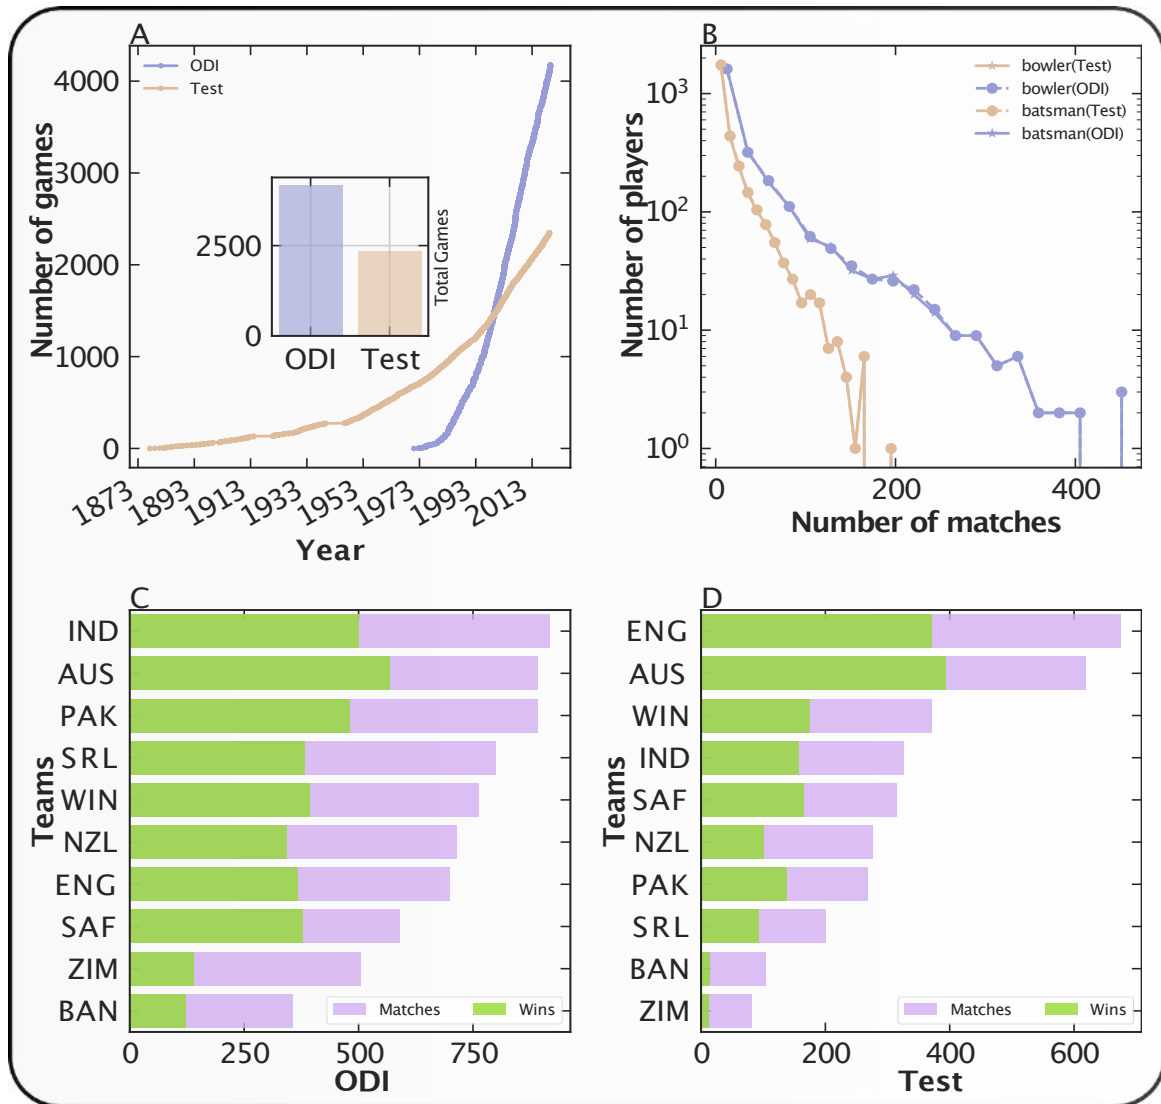 A
ODI
Test
4000
3000
2000
1000
0
Number of games
2500
0
ODI
Test
Total Games
1873
1893
1913
1933
1953
1973
1993
2013
Year
B
bowler(Test)
bowler(ODI)
batsman(Test)
batsman(ODI)
10³
10²
10¹
10⁰
Number of players
0
200
400
Number of matches
C
IND
AUS
PAK
SRL
WIN
NZL
ENG
SAF
ZIM
BAN
Teams
Matches
Wins
0
250
500
750
ODI
D
ENG
AUS
WIN
IND
SAF
NZL
PAK
SRL
BAN
ZIM
Teams
Matches
Wins
0
200
400
600
Test